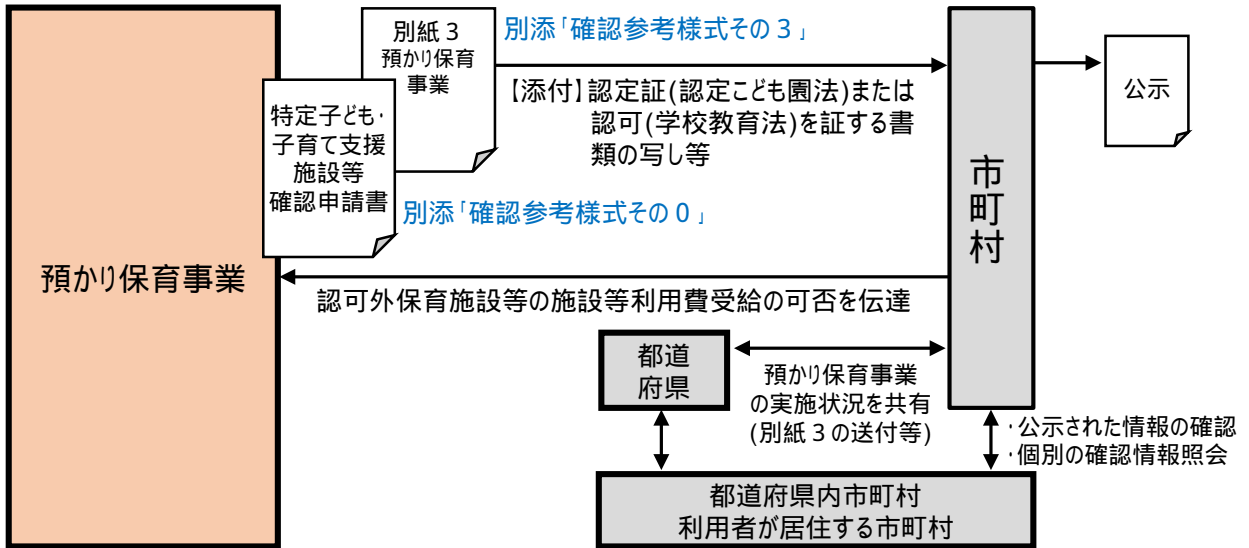 別紙３
預かり保育
事業
別添「確認参考様式その３」
【添付】認定証(認定こども園法)または
認可(学校教育法)を証する書
類の写し等
公示
特定子ども・
子育て支援
施設等
確認申請書
別添「確認参考様式その０」
市町村
預かり保育事業
認可外保育施設等の施設等利用費受給の可否を伝達
都道
府県
預かり保育事業
の実施状況を共有
(別紙３の送付等)
・公示された情報の確認
・個別の確認情報照会
都道府県内市町村
利用者が居住する市町村